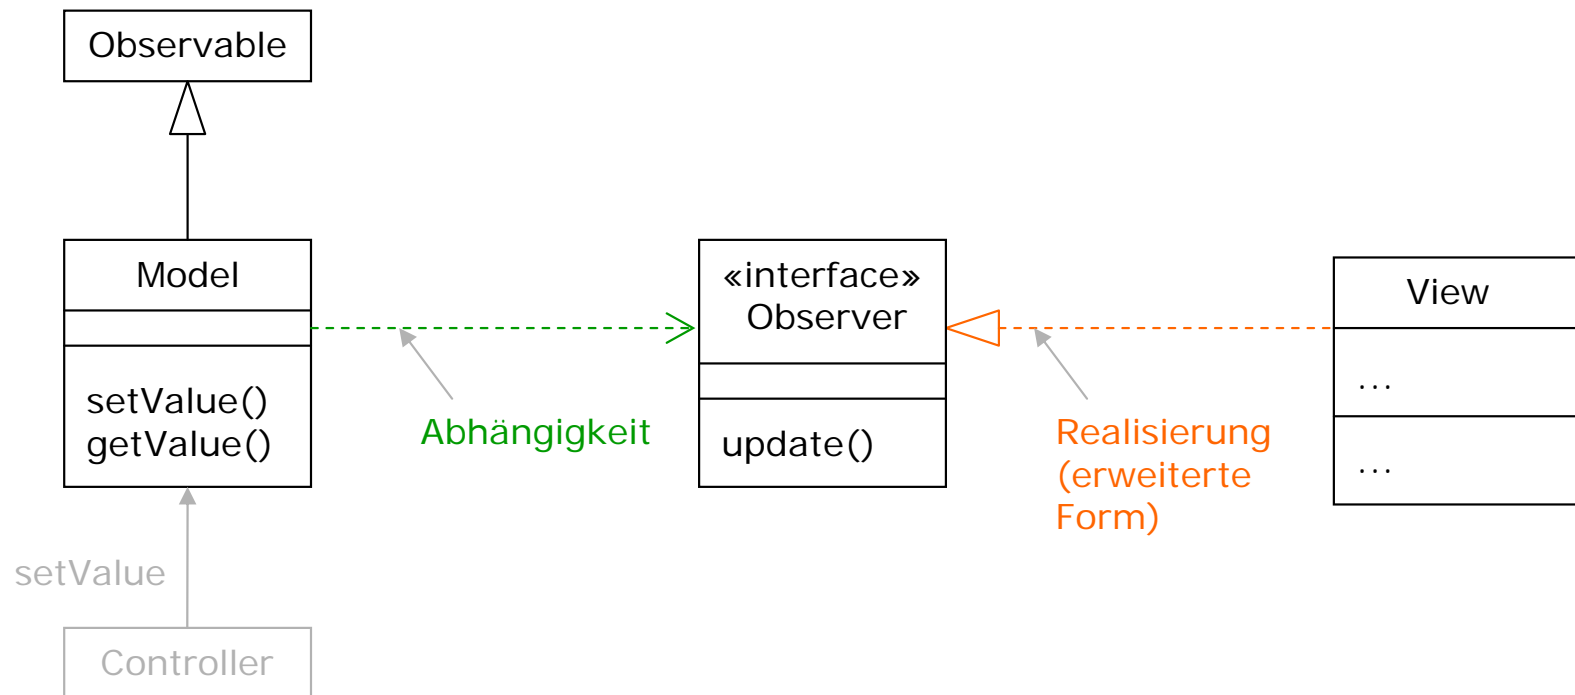 Observable
Model
setValue()
getValue()
Abhängigkeit
«interface»
Observer
update()
Realisierung
(erweiterte
Form)
View
...
...
setValue
Controller